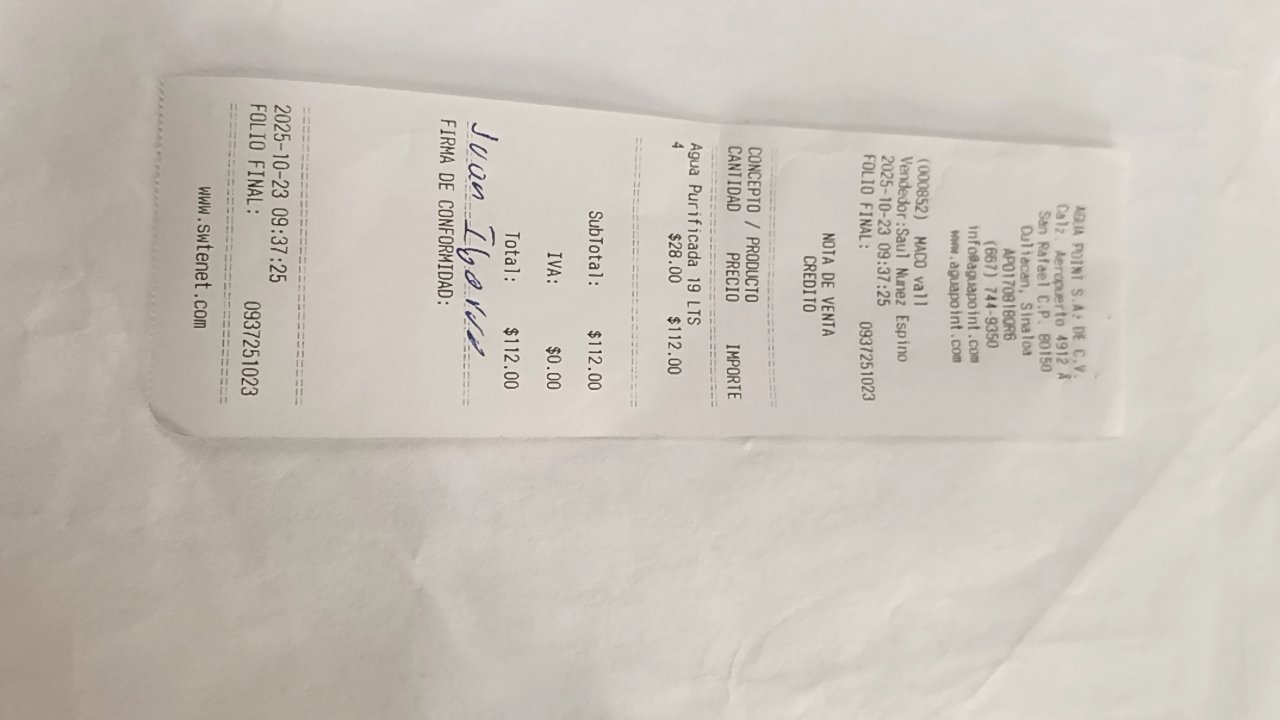 AGUA POINT S.A. DE C.V.
Calz. Aeropuerto 4912 A
San Rafael C.P. 80150
Culiacan, Sinaloa
APO170918QR6
(667) 744-9350
info@aguapoint.com
www.aguapoint.com
(000852) MACO vall
Vendedor:Saul Nunez Espino
2025-10-23 09:37:25
FOLIO FINAL: 0937251023
NOTA DE VENTA
CREDITO
CONCEPTO / PRODUCTO
CANTIDAD PRECIO IMPORTE
Agua Purificada 19 LTS
4 $28.00 $112.00
SubTotal: $112.00
IVA: $0.00
Total: $112.00
Juan
FIRMA DE CONFORMIDAD:
2025-10-23 09:37:25
FOLIO FINAL: 0937251023
www.swtenet.com